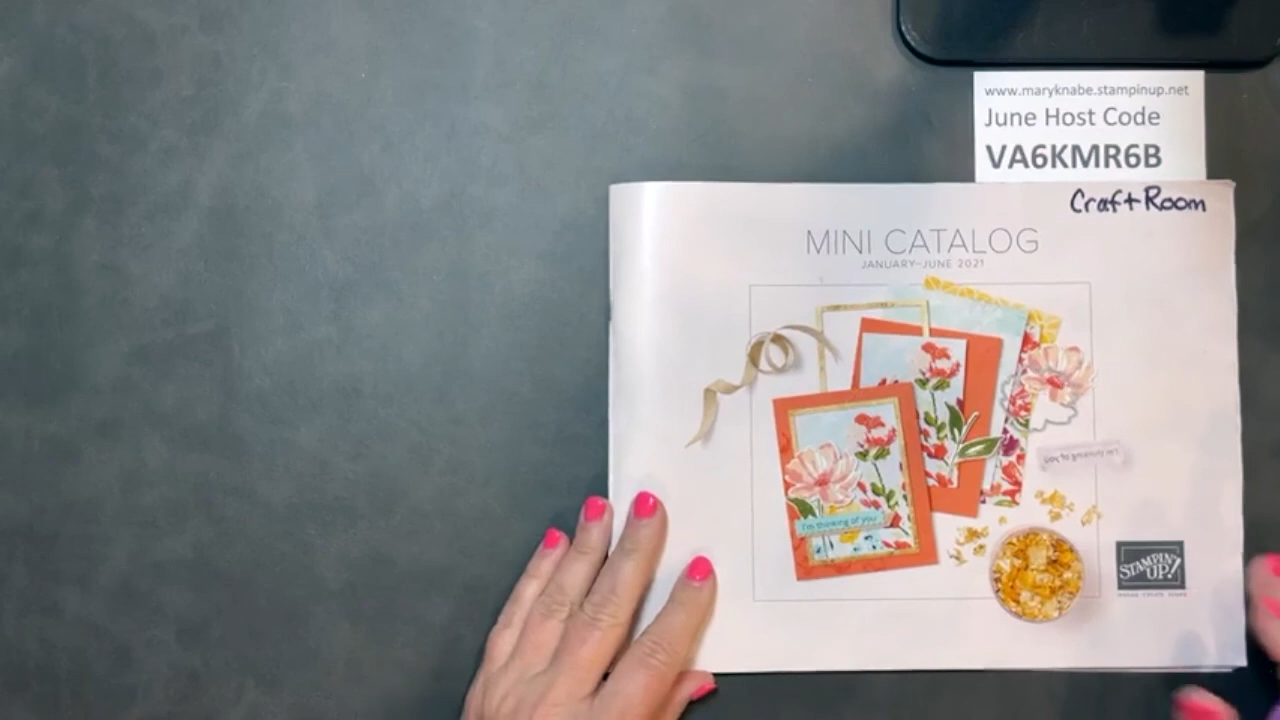 www.maryknabe.stampinup.net
June Host Code
VA6KMR6B
Craft Room
MINI CATALOG
JANUARY–JUNE 2021
I'm thinking of you
STAMPIN' UP!